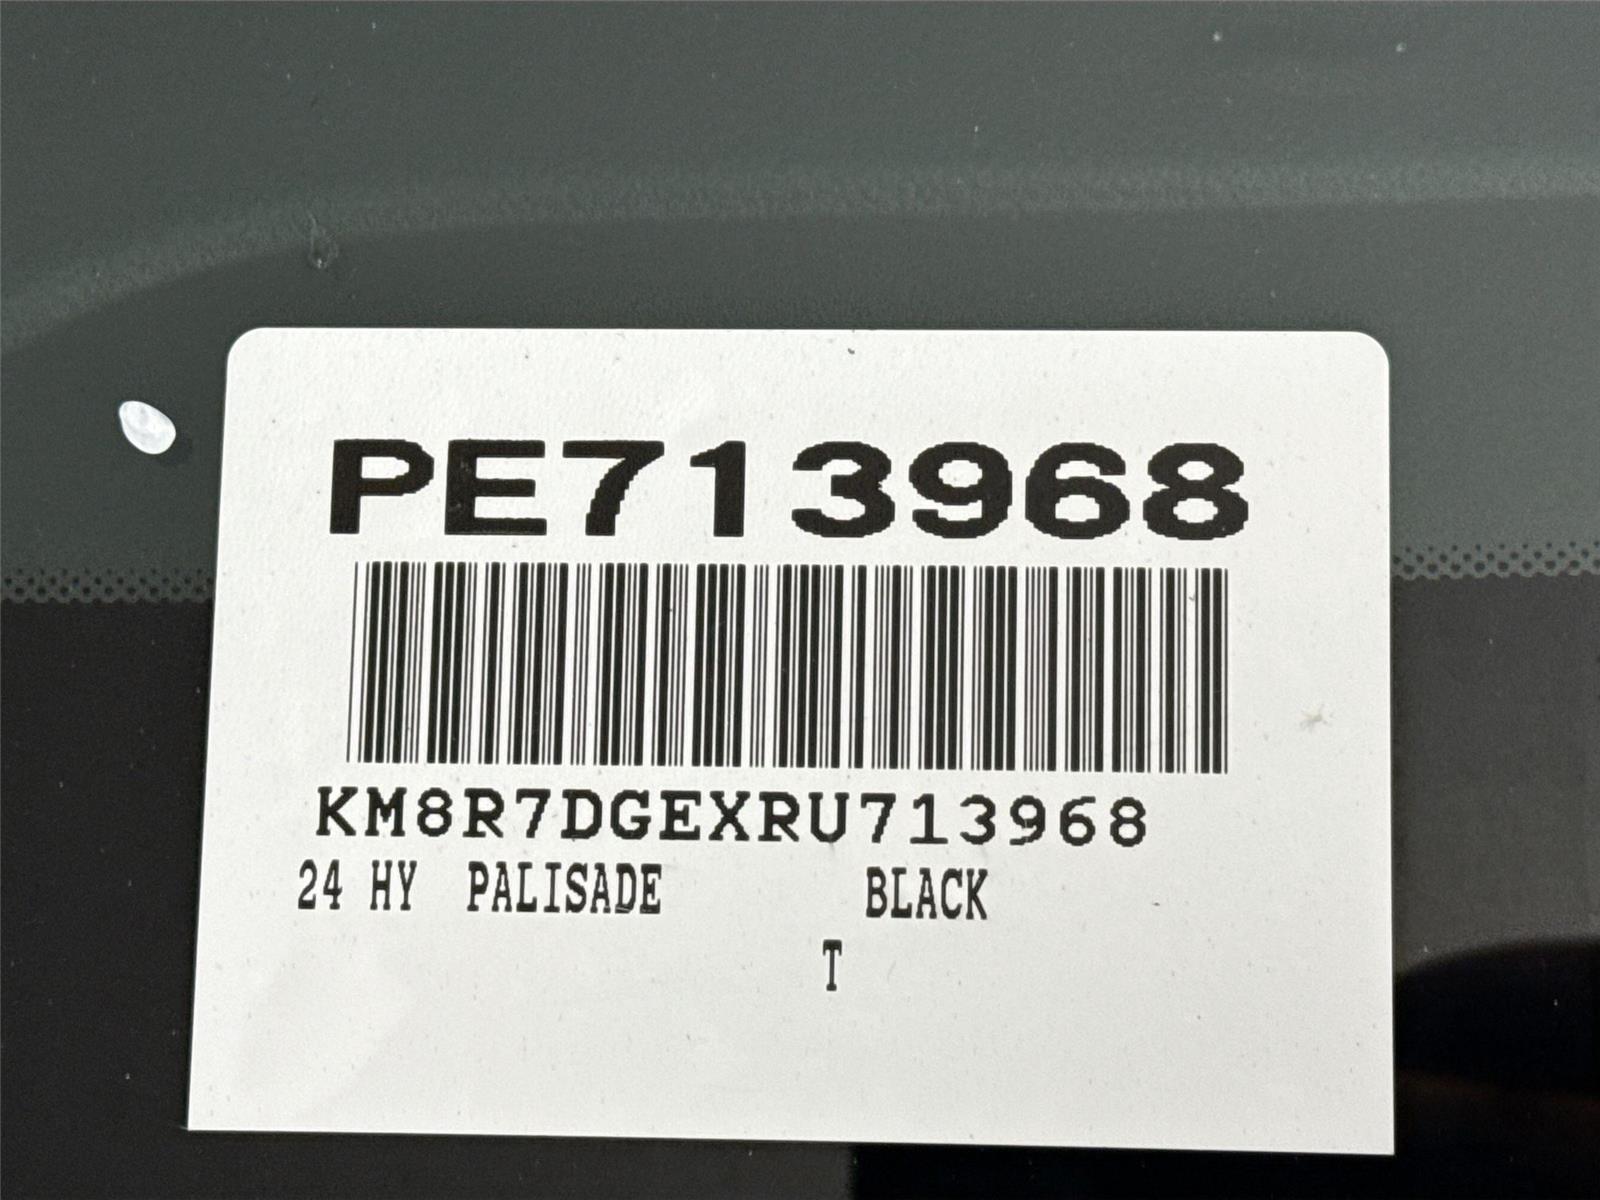 PE713968
KM8R7DGEXRU713968
24 HY PALISADE BLACK
T